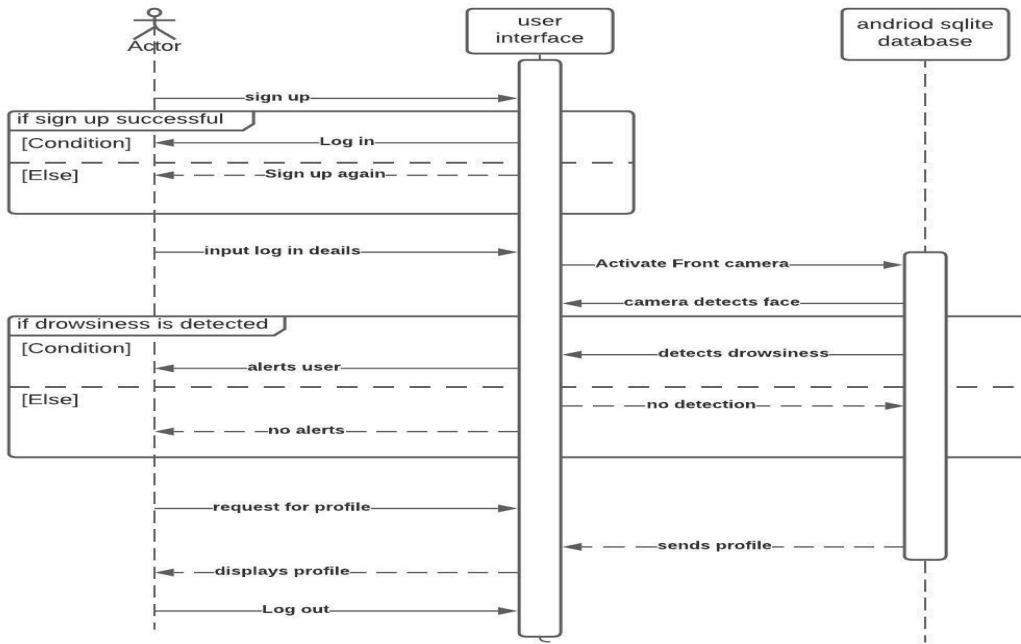 Actor
user
interface
andriod sqlite
database
sign up
if sign up successful
[Condition]
Log in
[Else]
Sign up again
input log in deails
Activate Front camera
camera detects face
if drowsiness is detected
[Condition]
detects drowsiness
alerts user
[Else]
no detection
no alerts
request for profile
sends profile
displays profile
Log out